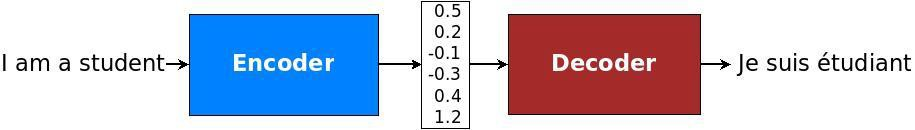 I am a student
Encoder
0.5
0.2
-0.1
-0.3
0.4
1.2
Decoder
Je suis étudiant